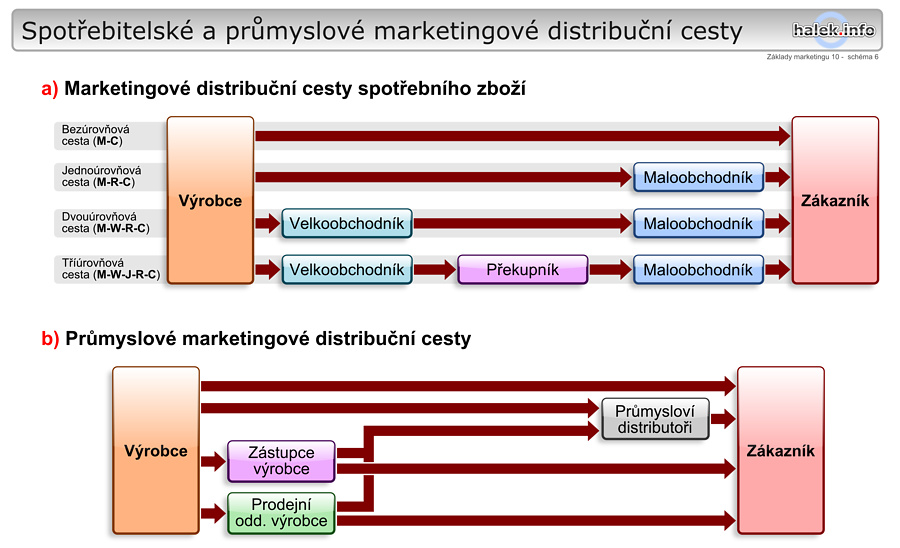 Spotřebitelské a průmyslové marketingové distribuční cesty
halek.info
Základy marketingu 10 - schéma 6
a) Marketingové distribuční cesty spotřebního zboží
Bezúrovňová
cesta (M-C)
Jednoúrovňová
cesta (M-R-C)
Dvouúrovňová
cesta (M-W-R-C)
Tříúrovňová
cesta (M-W-J-R-C)
Výrobce
Maloobchodník
Velkoobchodník
Maloobchodník
Velkoobchodník
Překupník
Maloobchodník
Zákazník
b) Průmyslové marketingové distribuční cesty
Výrobce
Zástupce
výrobce
Prodejní
odd. výrobce
Průmysloví
distributoři
Zákazník